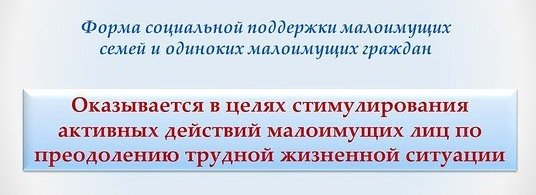 Форма социальной поддержки малоимущих
семей и одиноких малоимущих граждан
Оказывается в целях стимулирования
активных действий малоимущих лиц по
преодолению трудной жизненной ситуации